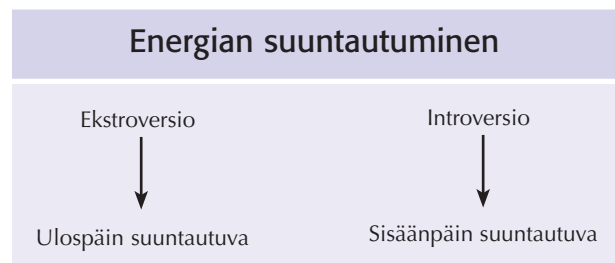 Energian suuntautuminen
Ekstroversio
Introversio
Ulospäin suuntautuva
Sisäänpäin suuntautuva